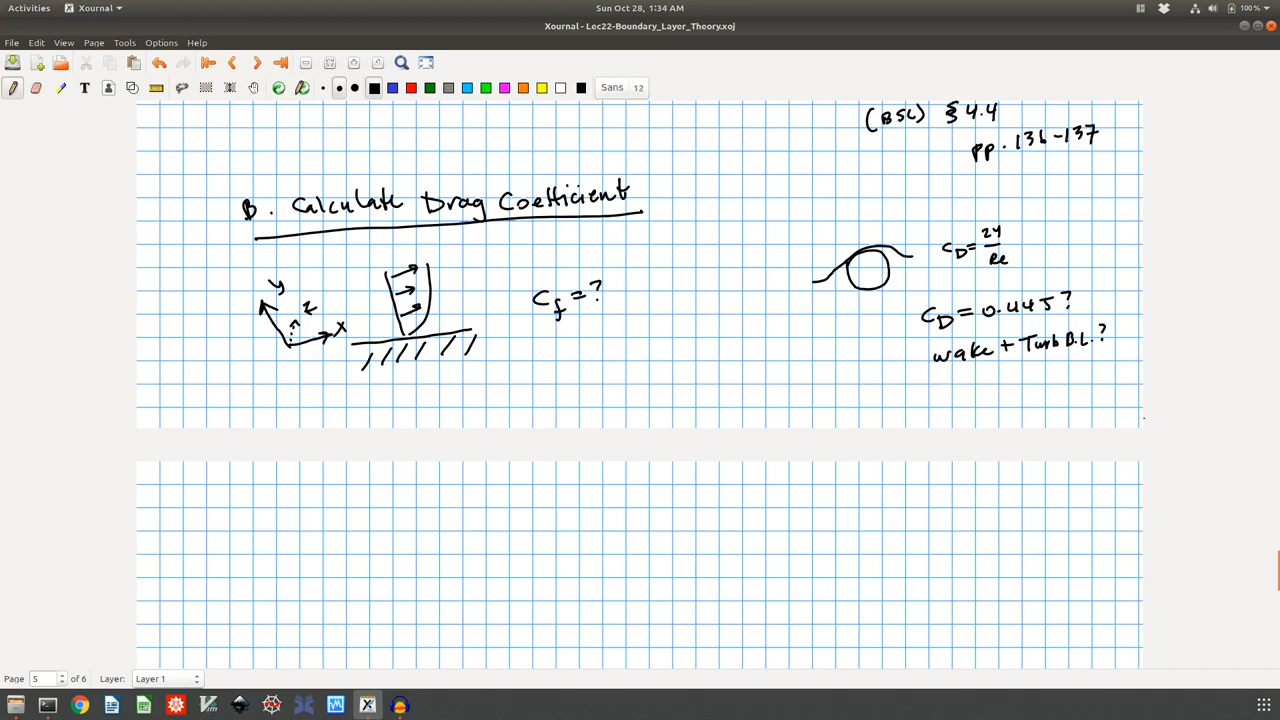 Activities Xournal Sun Oct 28, 1:34 AM 100 %
Xournal - Lec22-Boundary_Layer_Theory.xoj
File Edit View Page Tools Options Help
Sans 12
(BSL) § 4.4
pp. 136-137
B. Calculate Drag Coefficient
C_D = 24/Re
y z x
C_f = ?
C_D = 0.445?
wake + Turb B.L.?
Page 5 of 6 Layer: Layer 1